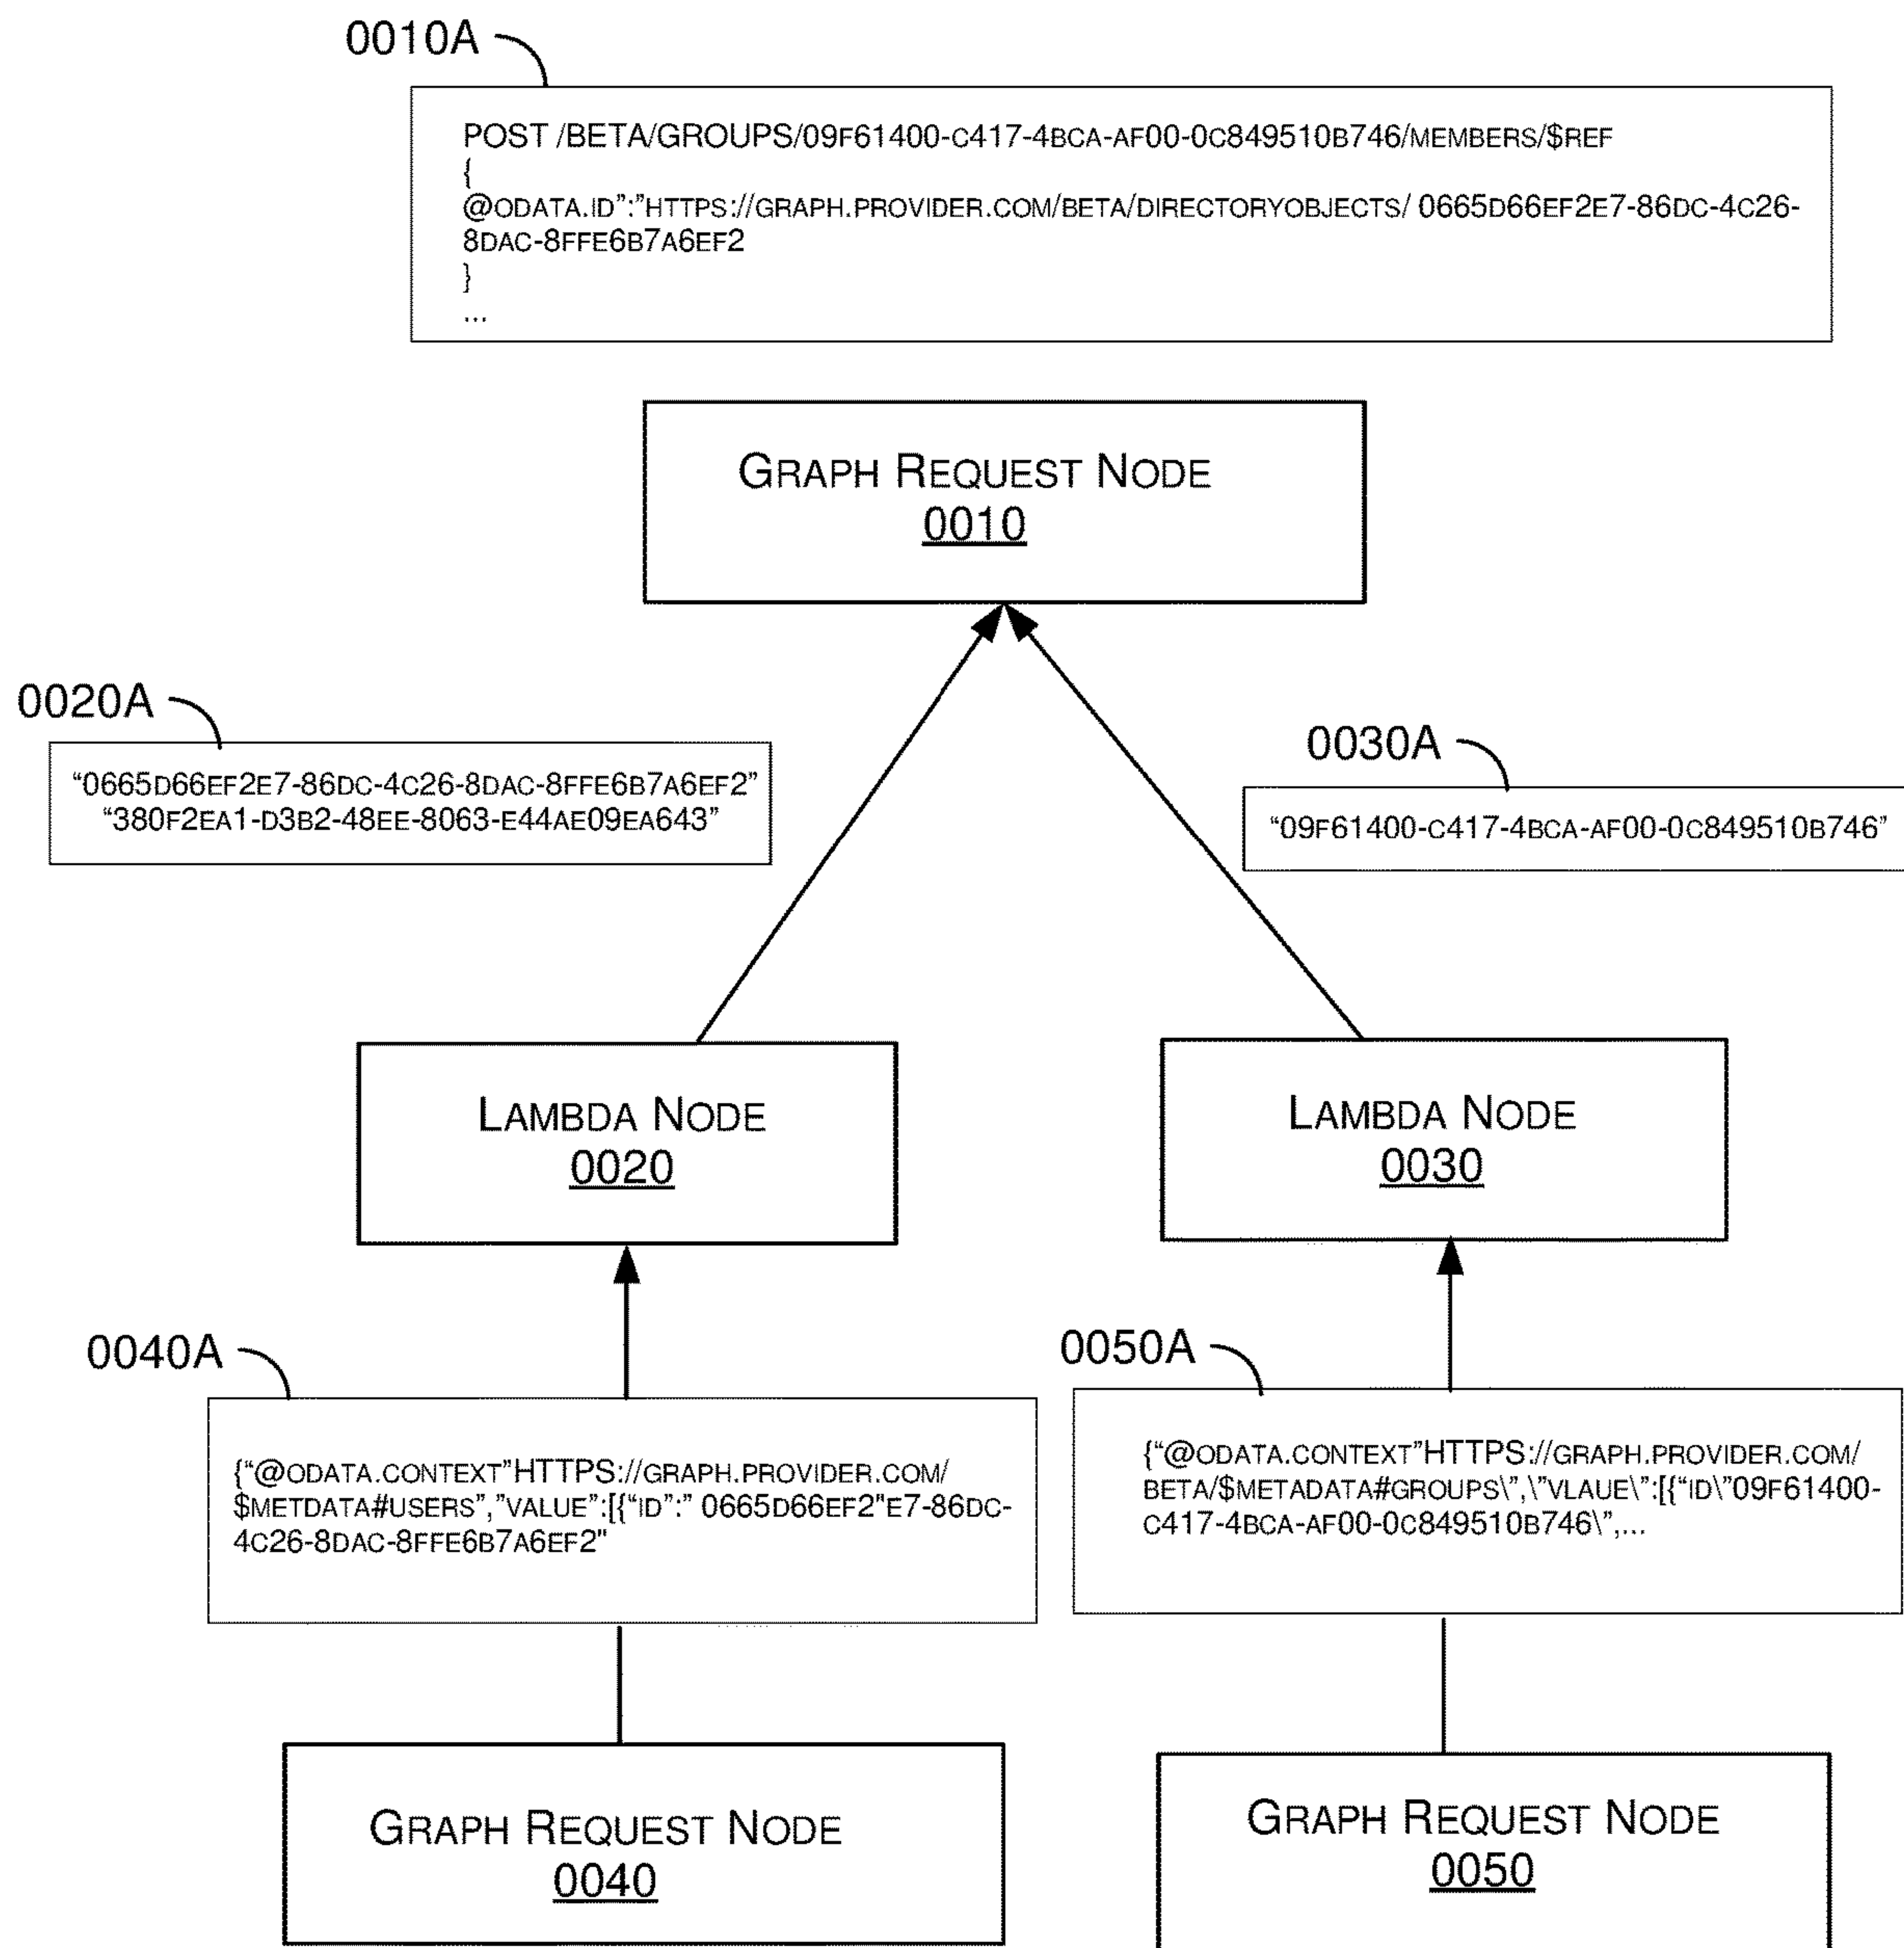 0010A
POST /BETA/GROUPS/09F61400-C417-4BCA-AF00-0C849510B746/MEMBERS/$REF
{
@ODATA.ID":"HTTPS://GRAPH.PROVIDER.COM/BETA/DIRECTORYOBJECTS/ 0665D66EF2E7-86DC-4C26-
8DAC-8FFE6B7A6EF2
}
...
GRAPH REQUEST NODE
0010
0020A
“0665D66EF2E7-86DC-4C26-8DAC-8FFE6B7A6EF2”
“380F2EA1-D3B2-48EE-8063-E44AE09EA643”
0030A
“09F61400-C417-4BCA-AF00-0C849510B746”
LAMBDA NODE
0020
LAMBDA NODE
0030
0040A
{“@ODATA.CONTEXT”HTTPS://GRAPH.PROVIDER.COM/
$METDATA#USERS”,”VALUE”:[{“ID”:” 0665D66EF2"E7-86DC-
4C26-8DAC-8FFE6B7A6EF2"
0050A
{“@ODATA.CONTEXT”HTTPS://GRAPH.PROVIDER.COM/
BETA/$METADATA#GROUPS\”,\”VLAUE\”:[{“ID\”09F61400-
C417-4BCA-AF00-0C849510B746\”,...
GRAPH REQUEST NODE
0040
GRAPH REQUEST NODE
0050